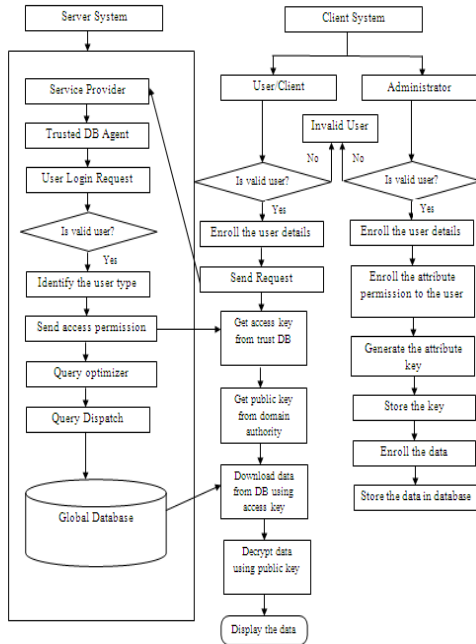 Server System
Service Provider
Trusted DB Agent
User Login Request
Is valid user?
Yes
Identify the user type
Send access permission
Query optimizer
Query Dispatch
Global Database
Client System
User/Client
Administrator
Invalid User
No
No
Is valid user?
Yes
Enroll the user details
Send Request
Get access key
from trust DB
Get public key
from domain
authority
Download data
from DB using
access key
Decrypt data
using public key
Display the data
Is valid user?
Yes
Enroll the user details
Enroll the attribute
permission to the user
Generate the attribute
key
Store the key
Enroll the data
Store the data in database